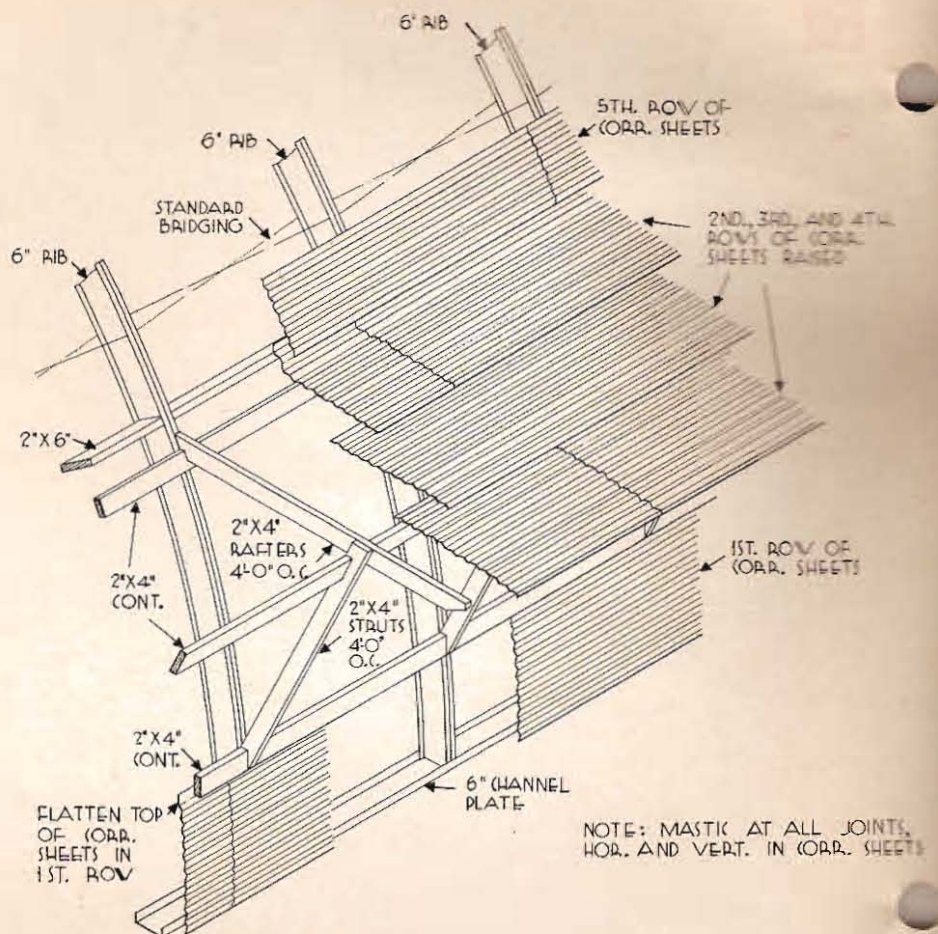 6" RIB
5TH. ROW OF
CORR. SHEETS
6" RIB
STANDARD
BRIDGING
2ND., 3RD., AND 4TH.
ROWS OF CORR.
SHEETS RAISED
6" RIB
2"X6"
2"X4"
RAFTERS
4'-0" O.C.
1ST. ROW OF
CORR. SHEETS
2"X4"
CONT.
2"X4"
STRUTS
4'-0"
O.C.
2"X4"
CONT.
6" CHANNEL
PLATE
FLATTEN TOP
OF CORR.
SHEETS IN
1ST. ROW
NOTE: MASTIC AT ALL JOINTS,
HOR. AND VERT. IN CORR. SHEETS